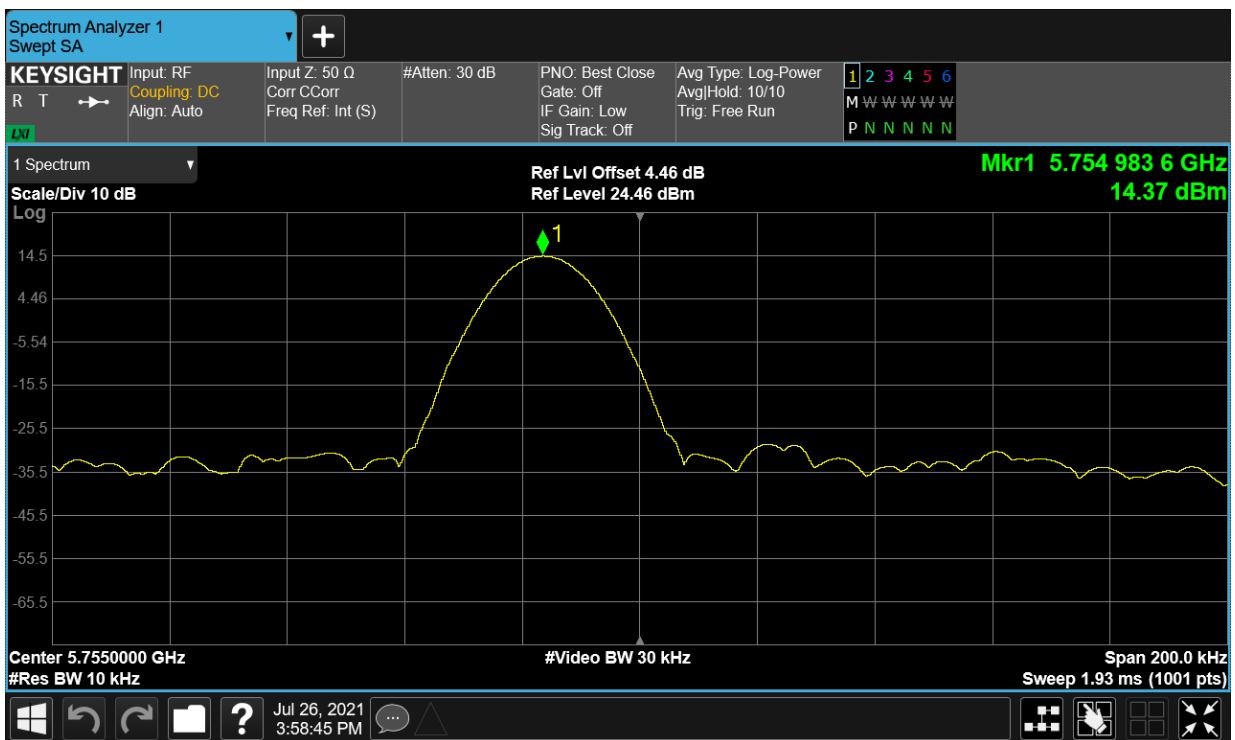 Spectrum Analyzer 1
Swept SA
KEYSIGHT
R T
LXI
Input: RF
Coupling: DC
Align: Auto
Input Z: 50 Ω
Corr CCorr
Freq Ref: Int (S)
#Atten: 30 dB
PNO: Best Close
Gate: Off
IF Gain: Low
Sig Track: Off
Avg Type: Log-Power
Avg|Hold: 10/10
Trig: Free Run
1 2 3 4 5 6
M W W W W W
P N N N N N
1 Spectrum
Scale/Div 10 dB
Log
Ref Lvl Offset 4.46 dB
Ref Level 24.46 dBm
Mkr1 5.754 983 6 GHz
14.37 dBm
1
14.5
4.46
-5.54
-15.5
-25.5
-35.5
-45.5
-55.5
-65.5
Center 5.7550000 GHz
#Res BW 10 kHz
#Video BW 30 kHz
Span 200.0 kHz
Sweep 1.93 ms (1001 pts)
?
Jul 26, 2021
3:58:45 PM